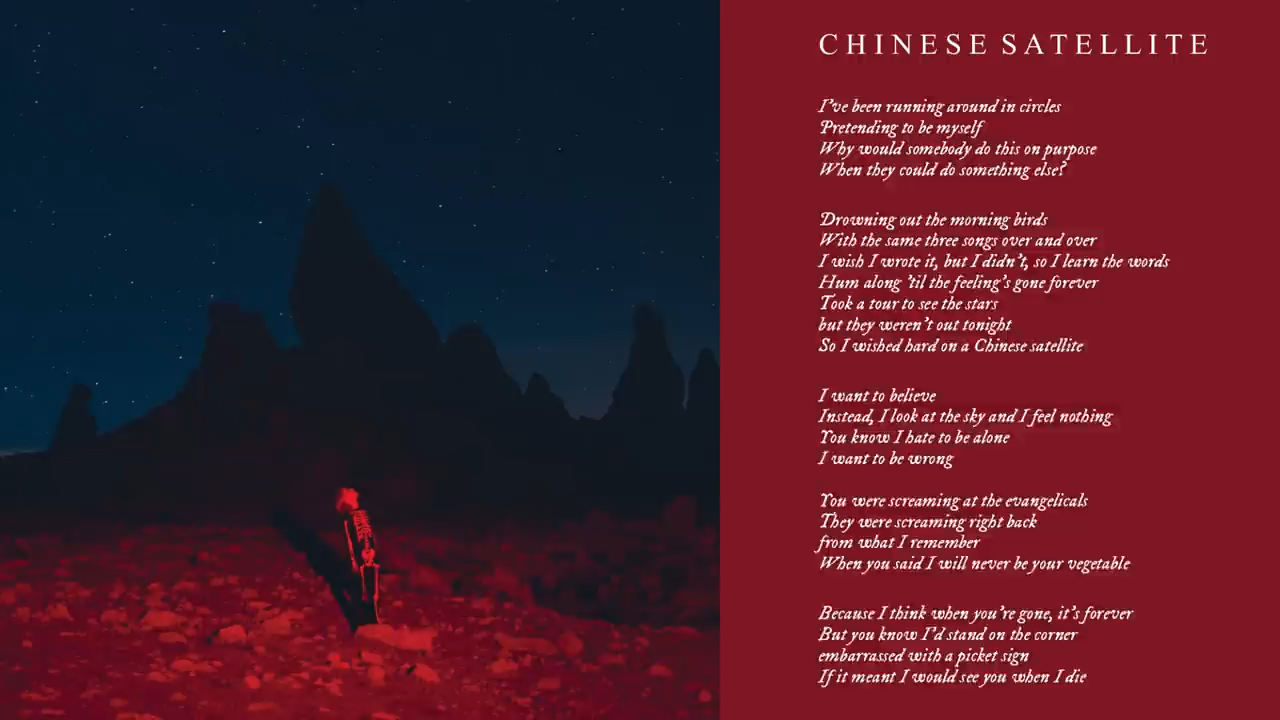 CHINESE SATELLITE
I've been running around in circles
Pretending to be myself
Why would somebody do this on purpose
When they could do something else?
Drowning out the morning birds
With the same three songs over and over
I wish I wrote it, but I didn't, so I learn the words
Hum along 'til the feeling's gone forever
Took a tour to see the stars
but they weren't out tonight
So I wished hard on a Chinese satellite
I want to believe
Instead, I look at the sky and I feel nothing
You know I hate to be alone
I want to be wrong
You were screaming at the evangelicals
They were screaming right back
from what I remember
When you said I will never be your vegetable
Because I think when you're gone, it's forever
But you know I'd stand on the corner
embarrassed with a picket sign
If it meant I would see you when I die